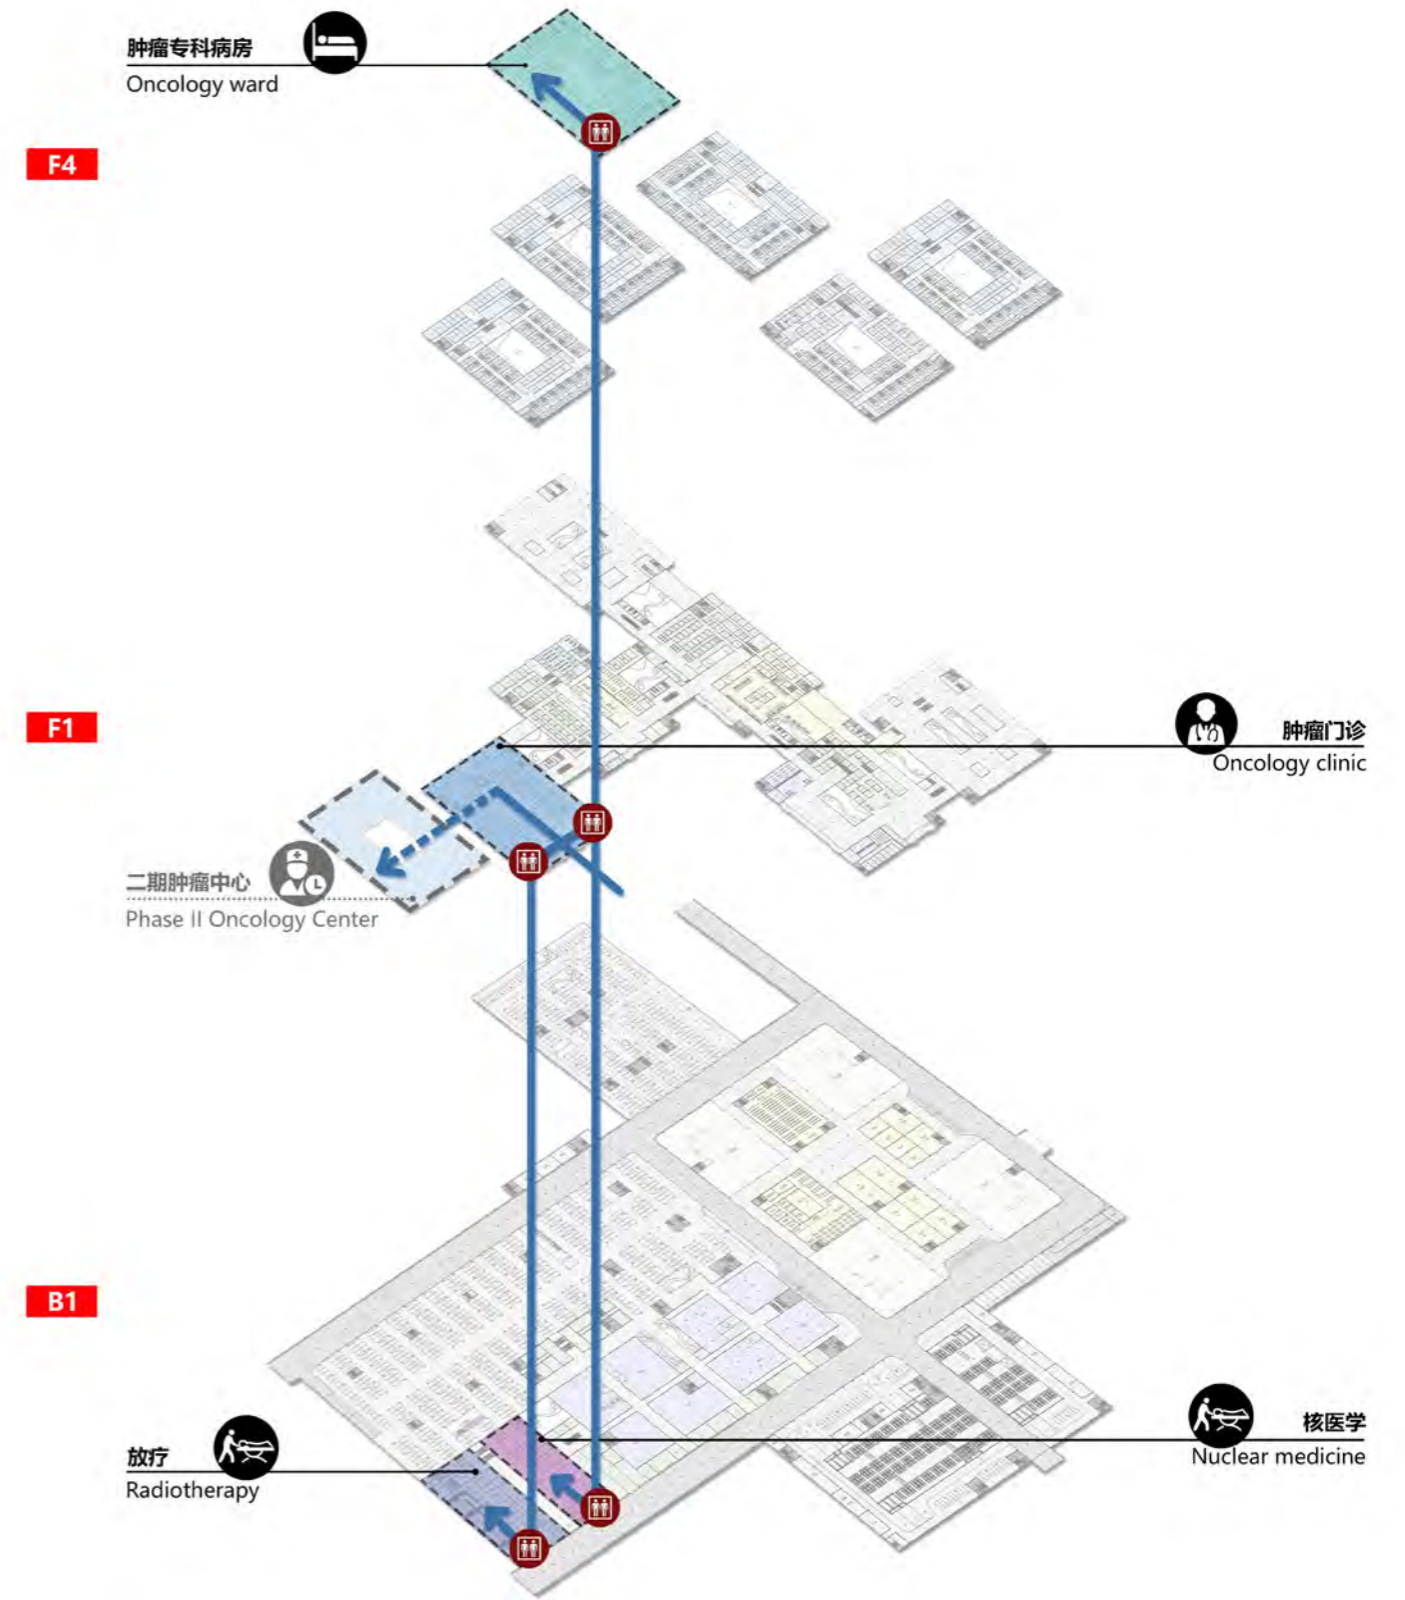 肿瘤专科病房
Oncology ward
F4
F1
肿瘤门诊
Oncology clinic
二期肿瘤中心
Phase II Oncology Center
B1
放疗
Radiotherapy
核医学
Nuclear medicine